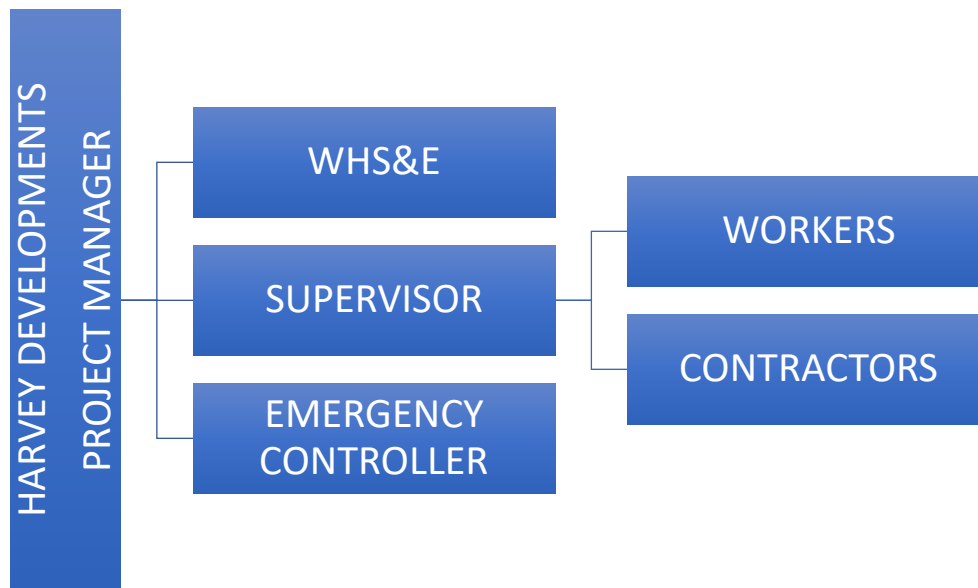 HARVEY DEVELOPMENTS
PROJECT MANAGER
WHS&E
SUPERVISOR
EMERGENCY
CONTROLLER
WORKERS
CONTRACTORS